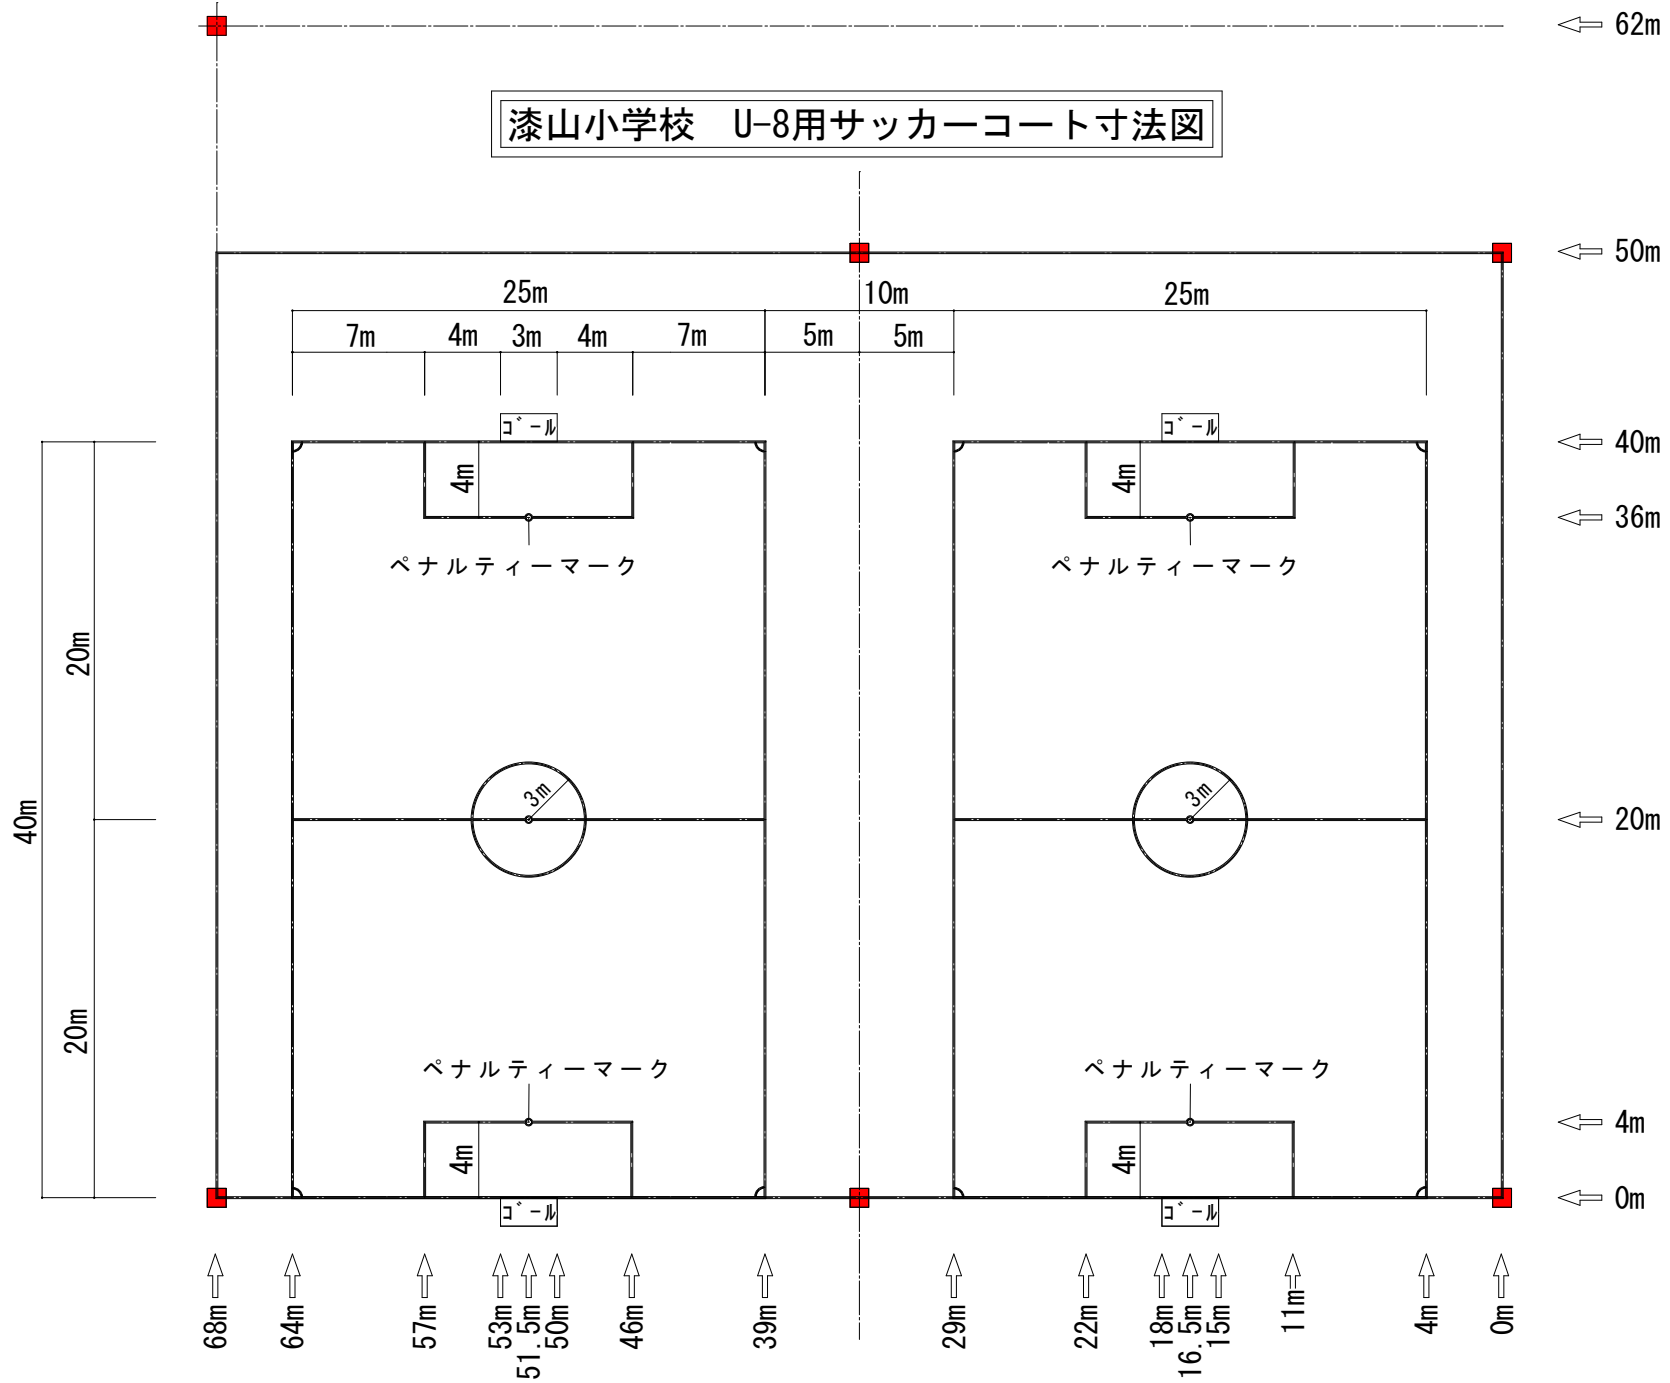 62m
漆山小学校　U-8用サッカーコート寸法図
50m
25m 10m 25m
7m 4m 3m 4m 7m 5m 5m
ゴール ゴール
40m
4m 4m
36m
ペナルティーマーク ペナルティーマーク
20m
3m 3m
40m
20m
20m
ペナルティーマーク ペナルティーマーク
4m
4m 4m
0m
ゴール ゴール
68m 64m 57m 53m 51.5m 50m 46m 39m 29m 22m 18m 16.5m 15m 11m 4m 0m